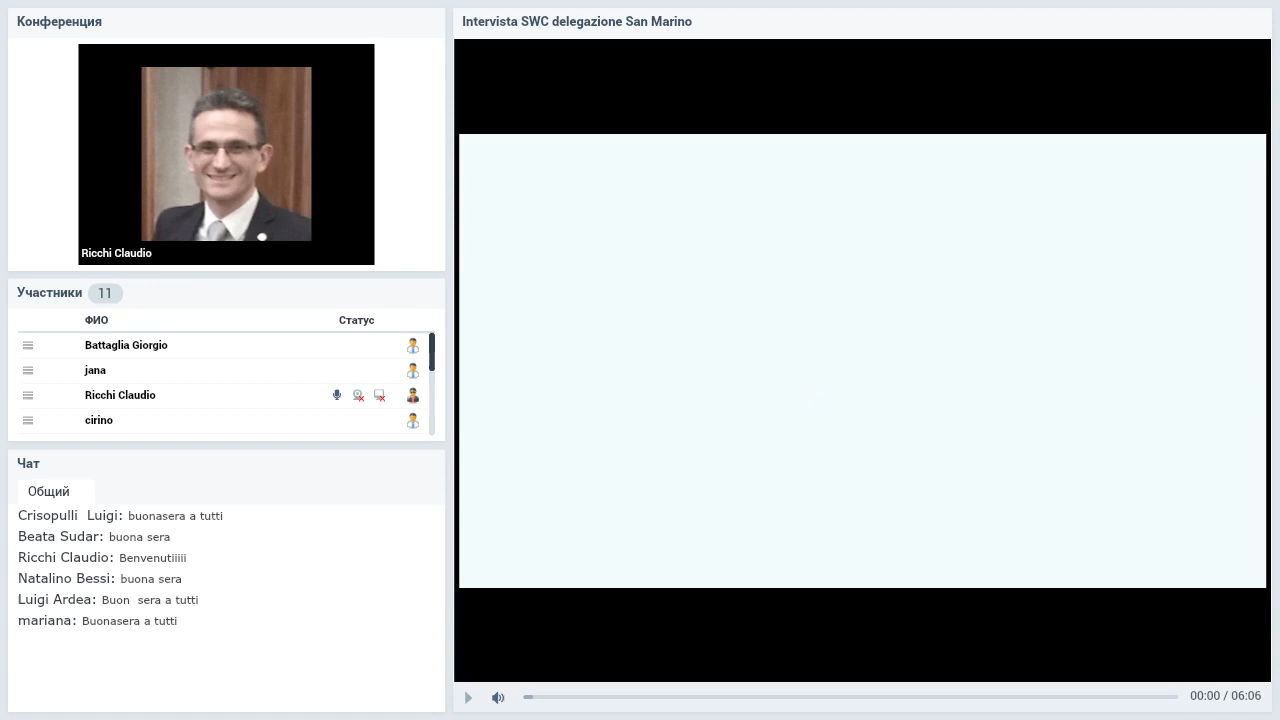 Конференция
Ricchi Claudio
Участники 11
ФИО Статус
Battaglia Giorgio
jana
Ricchi Claudio
cirino
Чат
Общий
Crisopulli Luigi: buonasera a tutti
Beata Sudar: buona sera
Ricchi Claudio: Benvenutiiiii
Natalino Bessi: buona sera
Luigi Ardea: Buon sera a tutti
mariana: Buonasera a tutti
Intervista SWC delegazione San Marino
00:00 / 06:06